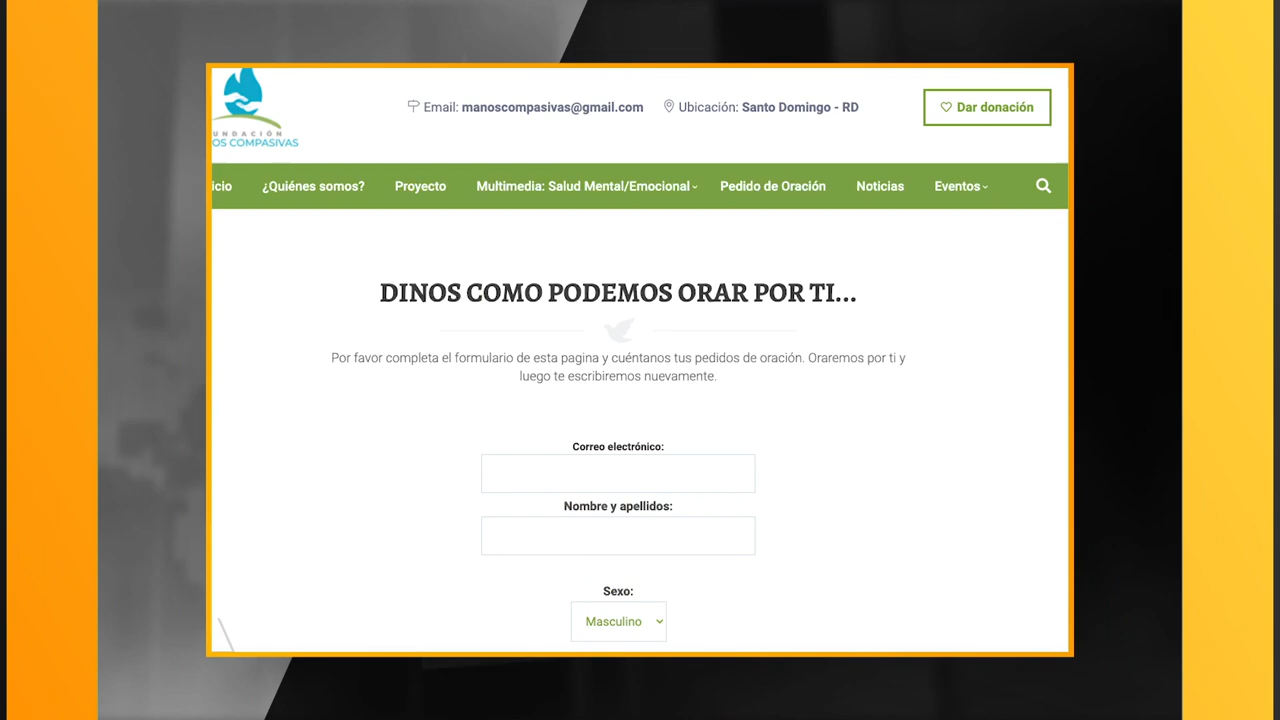 UNDACIÓN
OS COMPASIVAS
Email: manoscompasivas@gmail.com
Ubicación: Santo Domingo - RD
Dar donación
icio
¿Quiénes somos?
Proyecto
Multimedia: Salud Mental/Emocional
Pedido de Oración
Noticias
Eventos
DINOS COMO PODEMOS ORAR POR TI...
Por favor completa el formulario de esta pagina y cuéntanos tus pedidos de oración. Oraremos por ti y
luego te escribiremos nuevamente.
Correo electrónico:
Nombre y apellidos:
Sexo:
Masculino